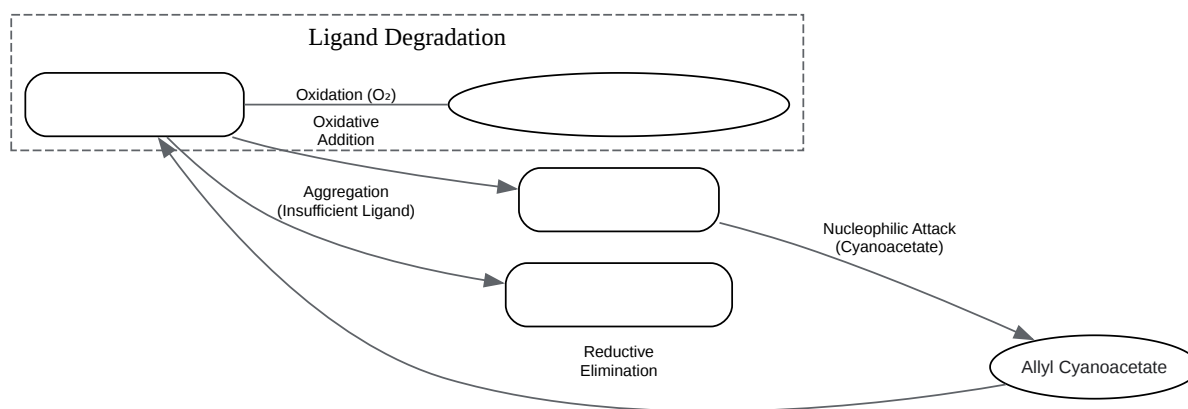 Ligand Degradation
Oxidation (O₂)
Oxidative
Addition
Aggregation
(Insufficient Ligand)
Nucleophilic Attack
(Cyanoacetate)
Reductive
Elimination
Allyl Cyanoacetate